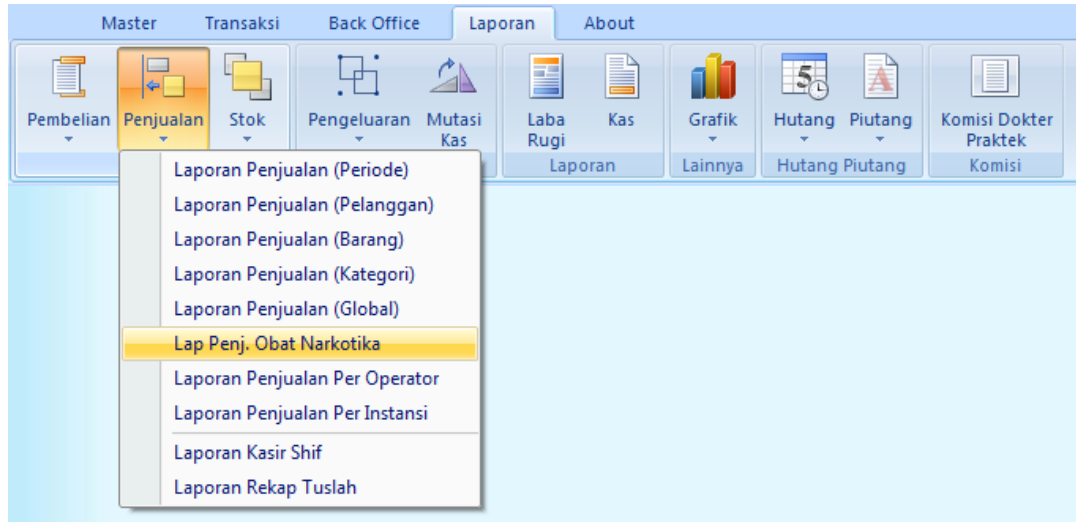 Master Transaksi Back Office Laporan About
Pembelian Penjualan Stok Pengeluaran Mutasi Kas Laba Rugi Kas Grafik Hutang Piutang Komisi Dokter Praktek
5
A
Laporan Lainnya Hutang Piutang Komisi
Laporan Penjualan (Periode)
Laporan Penjualan (Pelanggan)
Laporan Penjualan (Barang)
Laporan Penjualan (Kategori)
Laporan Penjualan (Global)
Lap Penj. Obat Narkotika
Laporan Penjualan Per Operator
Laporan Penjualan Per Instansi
Laporan Kasir Shif
Laporan Rekap Tuslah